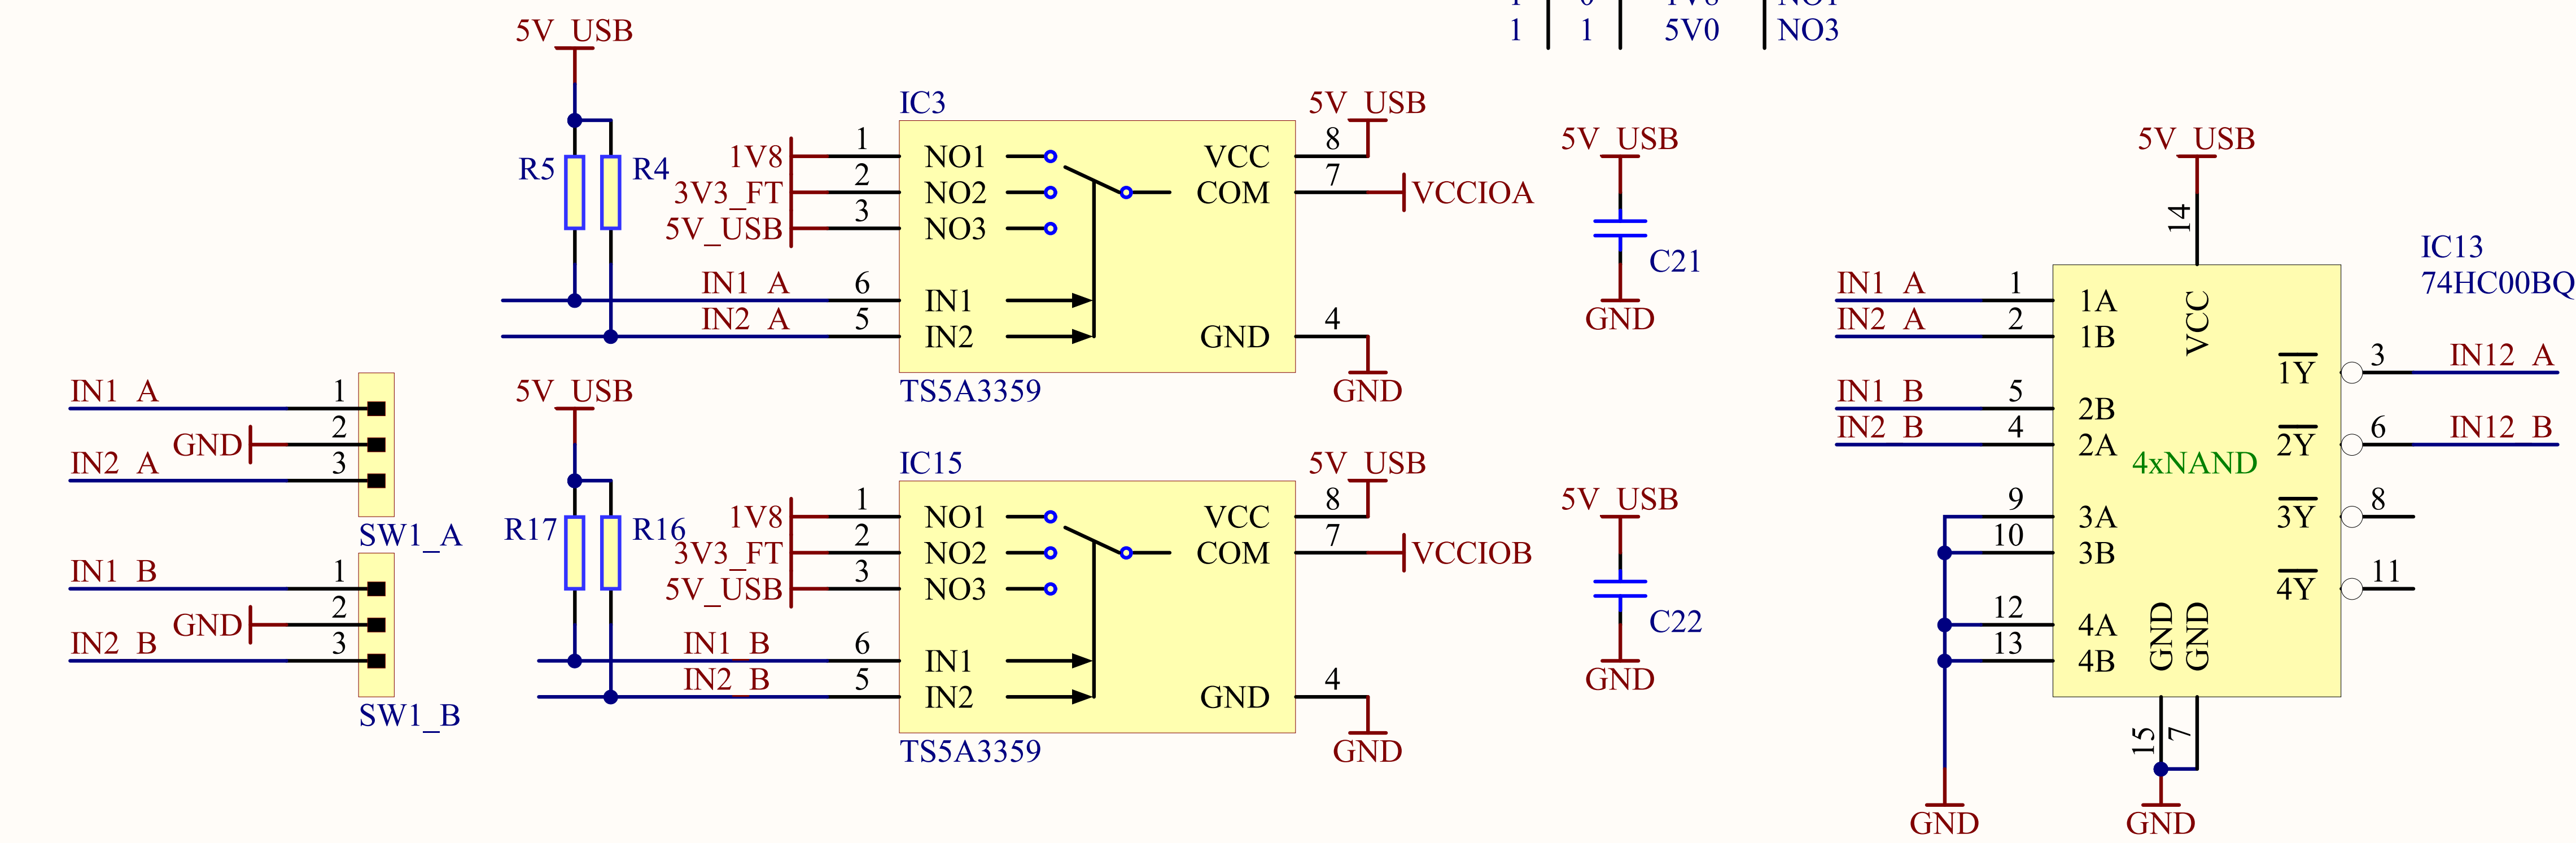 1 1 5V0 NO3
5V_USB
R5 R4
IC3
1V8 1 NO1 VCC 8 5V_USB
3V3_FT 2 NO2 COM 7 VCCIOA
5V_USB 3 NO3
IN1_A 6 IN1
IN2_A 5 IN2 GND 4 GND
TS5A3359
5V_USB
C21
GND
IN1_A 1
GND 2
IN2_A 3
SW1_A
IN1_B 1
GND 2
IN2_B 3
SW1_B
5V_USB
R17 R16
IC15
1V8 1 NO1 VCC 8 5V_USB
3V3_FT 2 NO2 COM 7 VCCIOB
5V_USB 3 NO3
IN1_B 6 IN1
IN2_B 5 IN2 GND 4 GND
TS5A3359
5V_USB
C22
GND
5V_USB
14
VCC
IC13
74HC00BQ
IN1_A 1 1A
IN2_A 2 1B
1Y 3 IN12_A
IN1_B 5 2B
IN2_B 4 2A
2Y 6 IN12_B
4xNAND
9 3A 3Y 8
10 3B
4Y 11
12 4A
13 4B
GND GND
15 7
GND GND